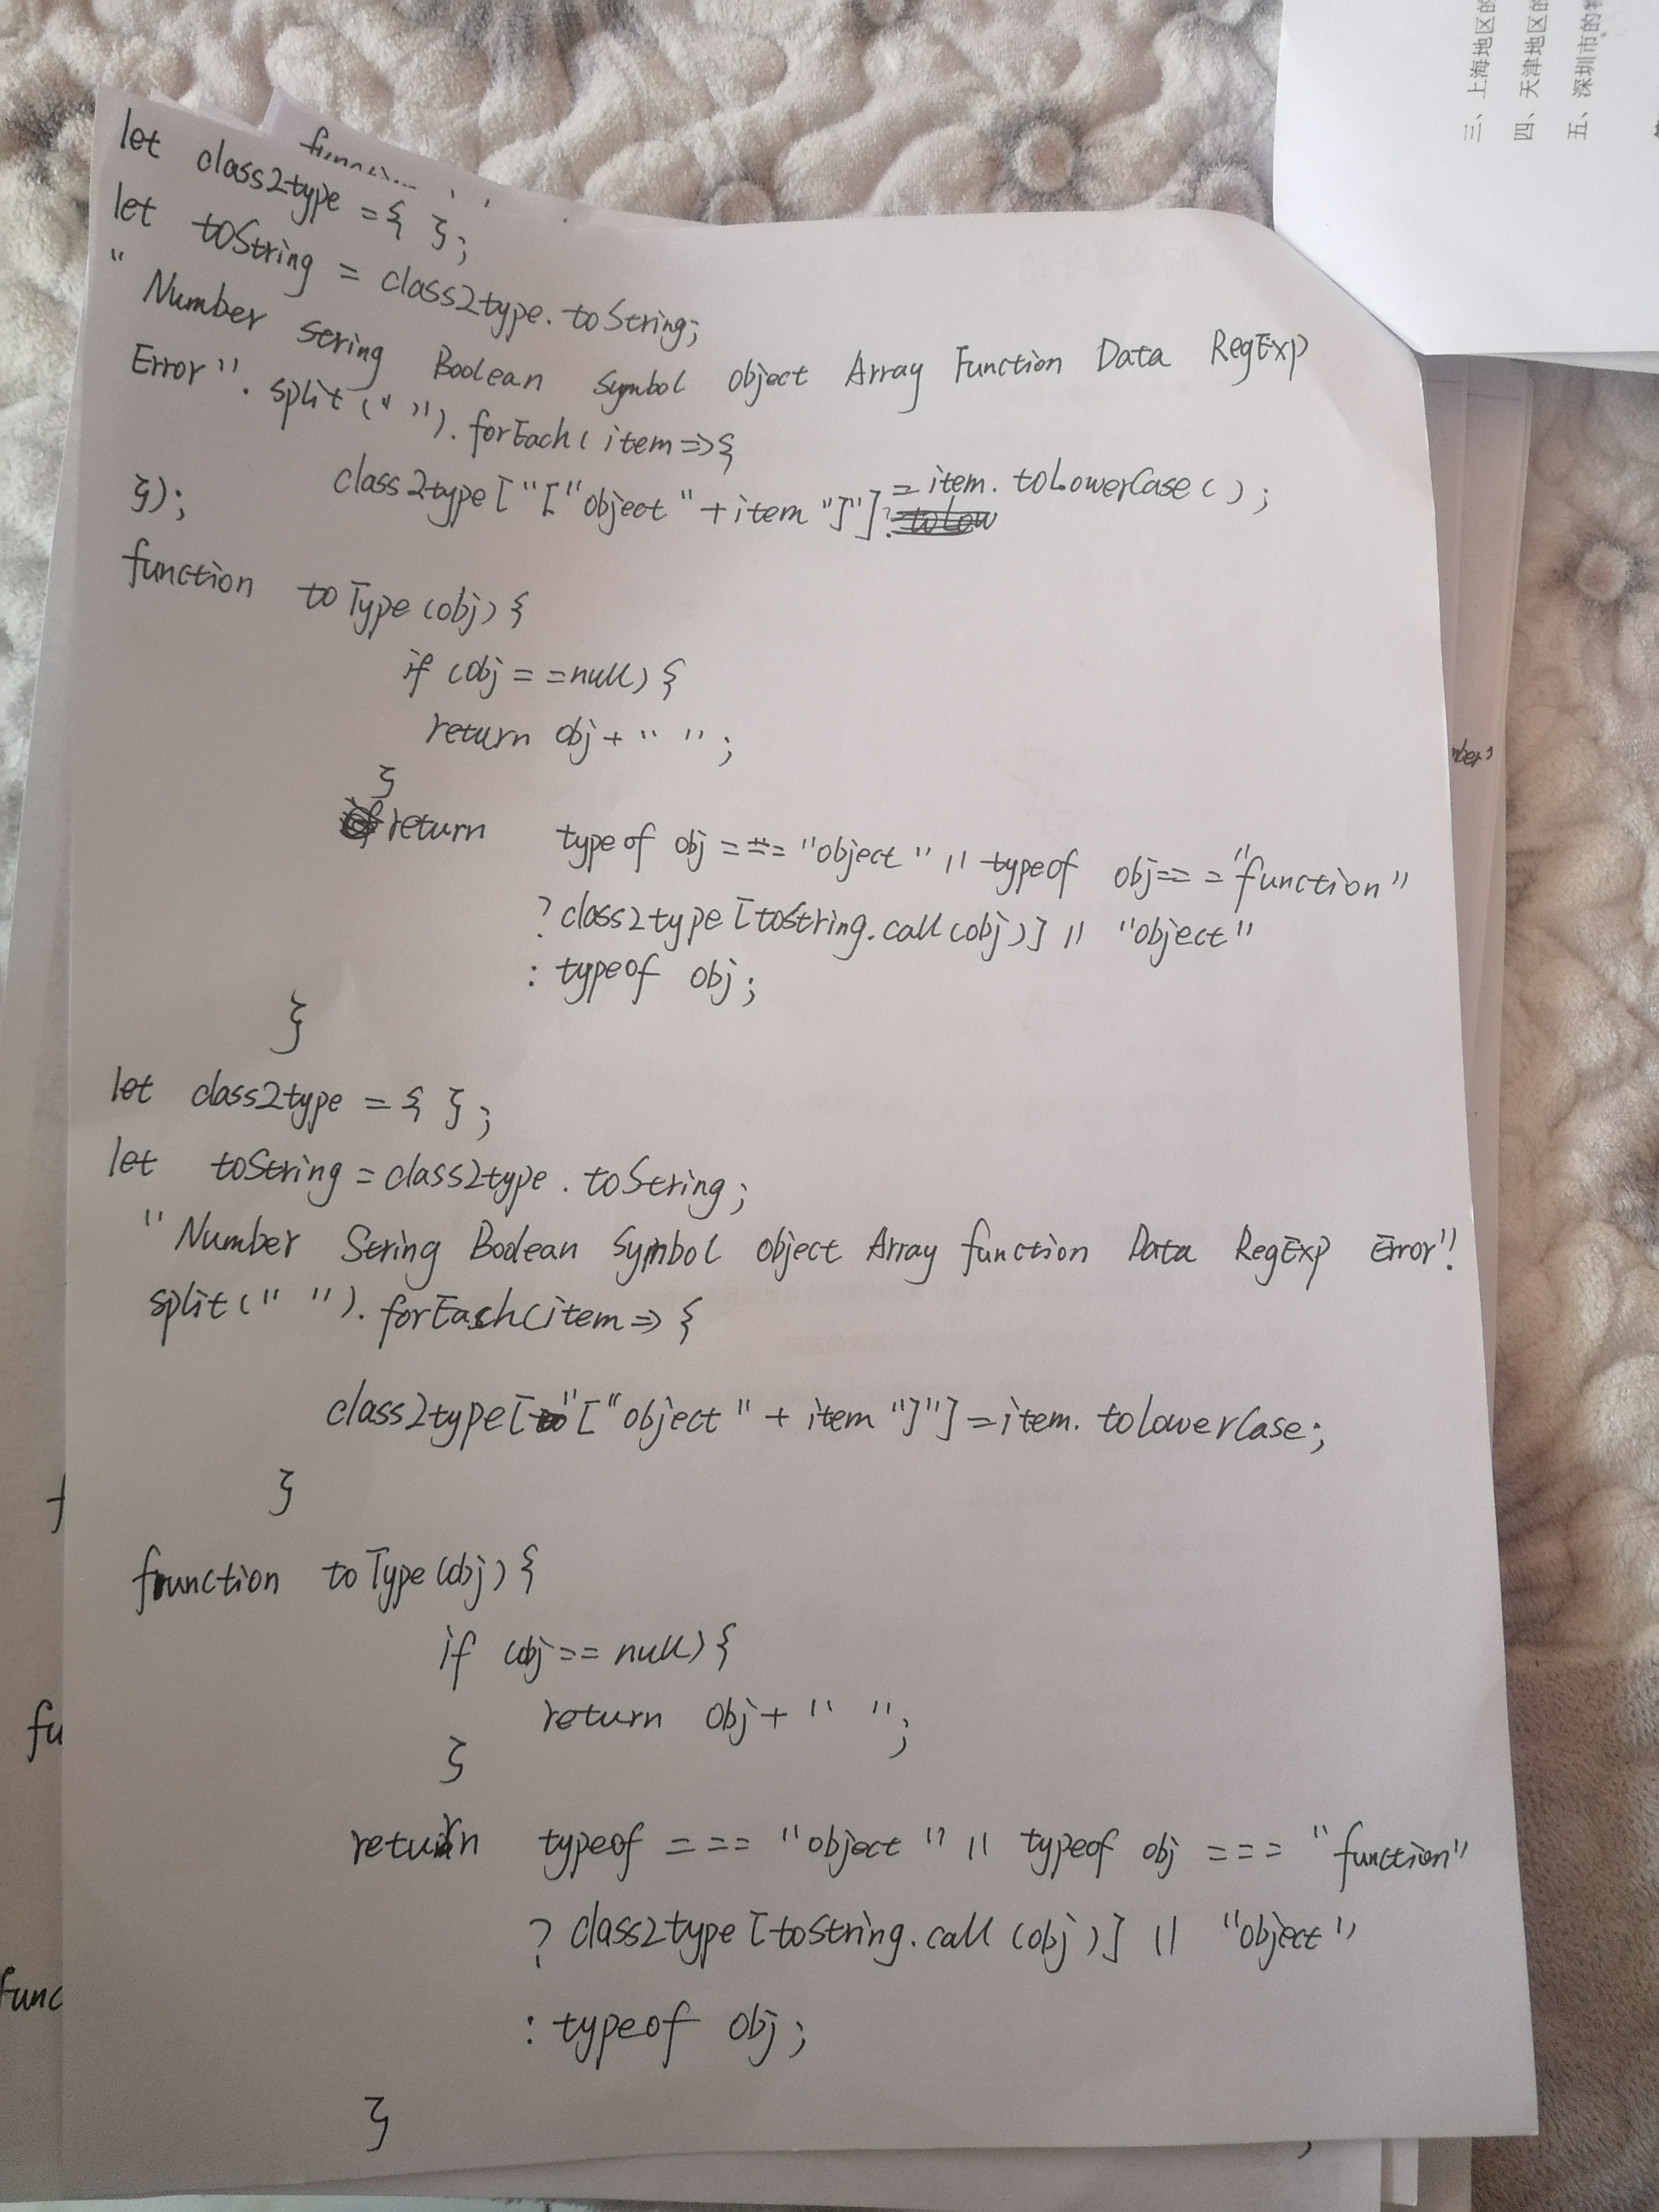 三、上海地区的
四、天津地区的
五、深圳市的
let class2type = { };
let toString = class2type.toString;
"Number String Boolean Symbol object Array Function Data RegExp
Error".split(" ").forEach(item=>{
class2type["["object"+item"]"]=item.toLowerCase();
});
function toType(obj){
if (obj==null){
return obj+" ";
}
return typeof obj==="object"||typeof obj==="function"
?class2type[toString.call(obj)]||"object"
:typeof obj;
}
let class2type={ };
let toString=class2type.toString;
"Number String Boolean Symbol object Array function Data RegExp Error".
split(" ").forEach(item=>{
class2type["["object"+item"]"]=item.toLowerCase;
}
function toType(obj){
if (obj==null){
return obj+" ";
}
return typeof ==="object"||typeof obj==="function"
?class2type[toString.call(obj)]||"object"
:typeof obj;
}